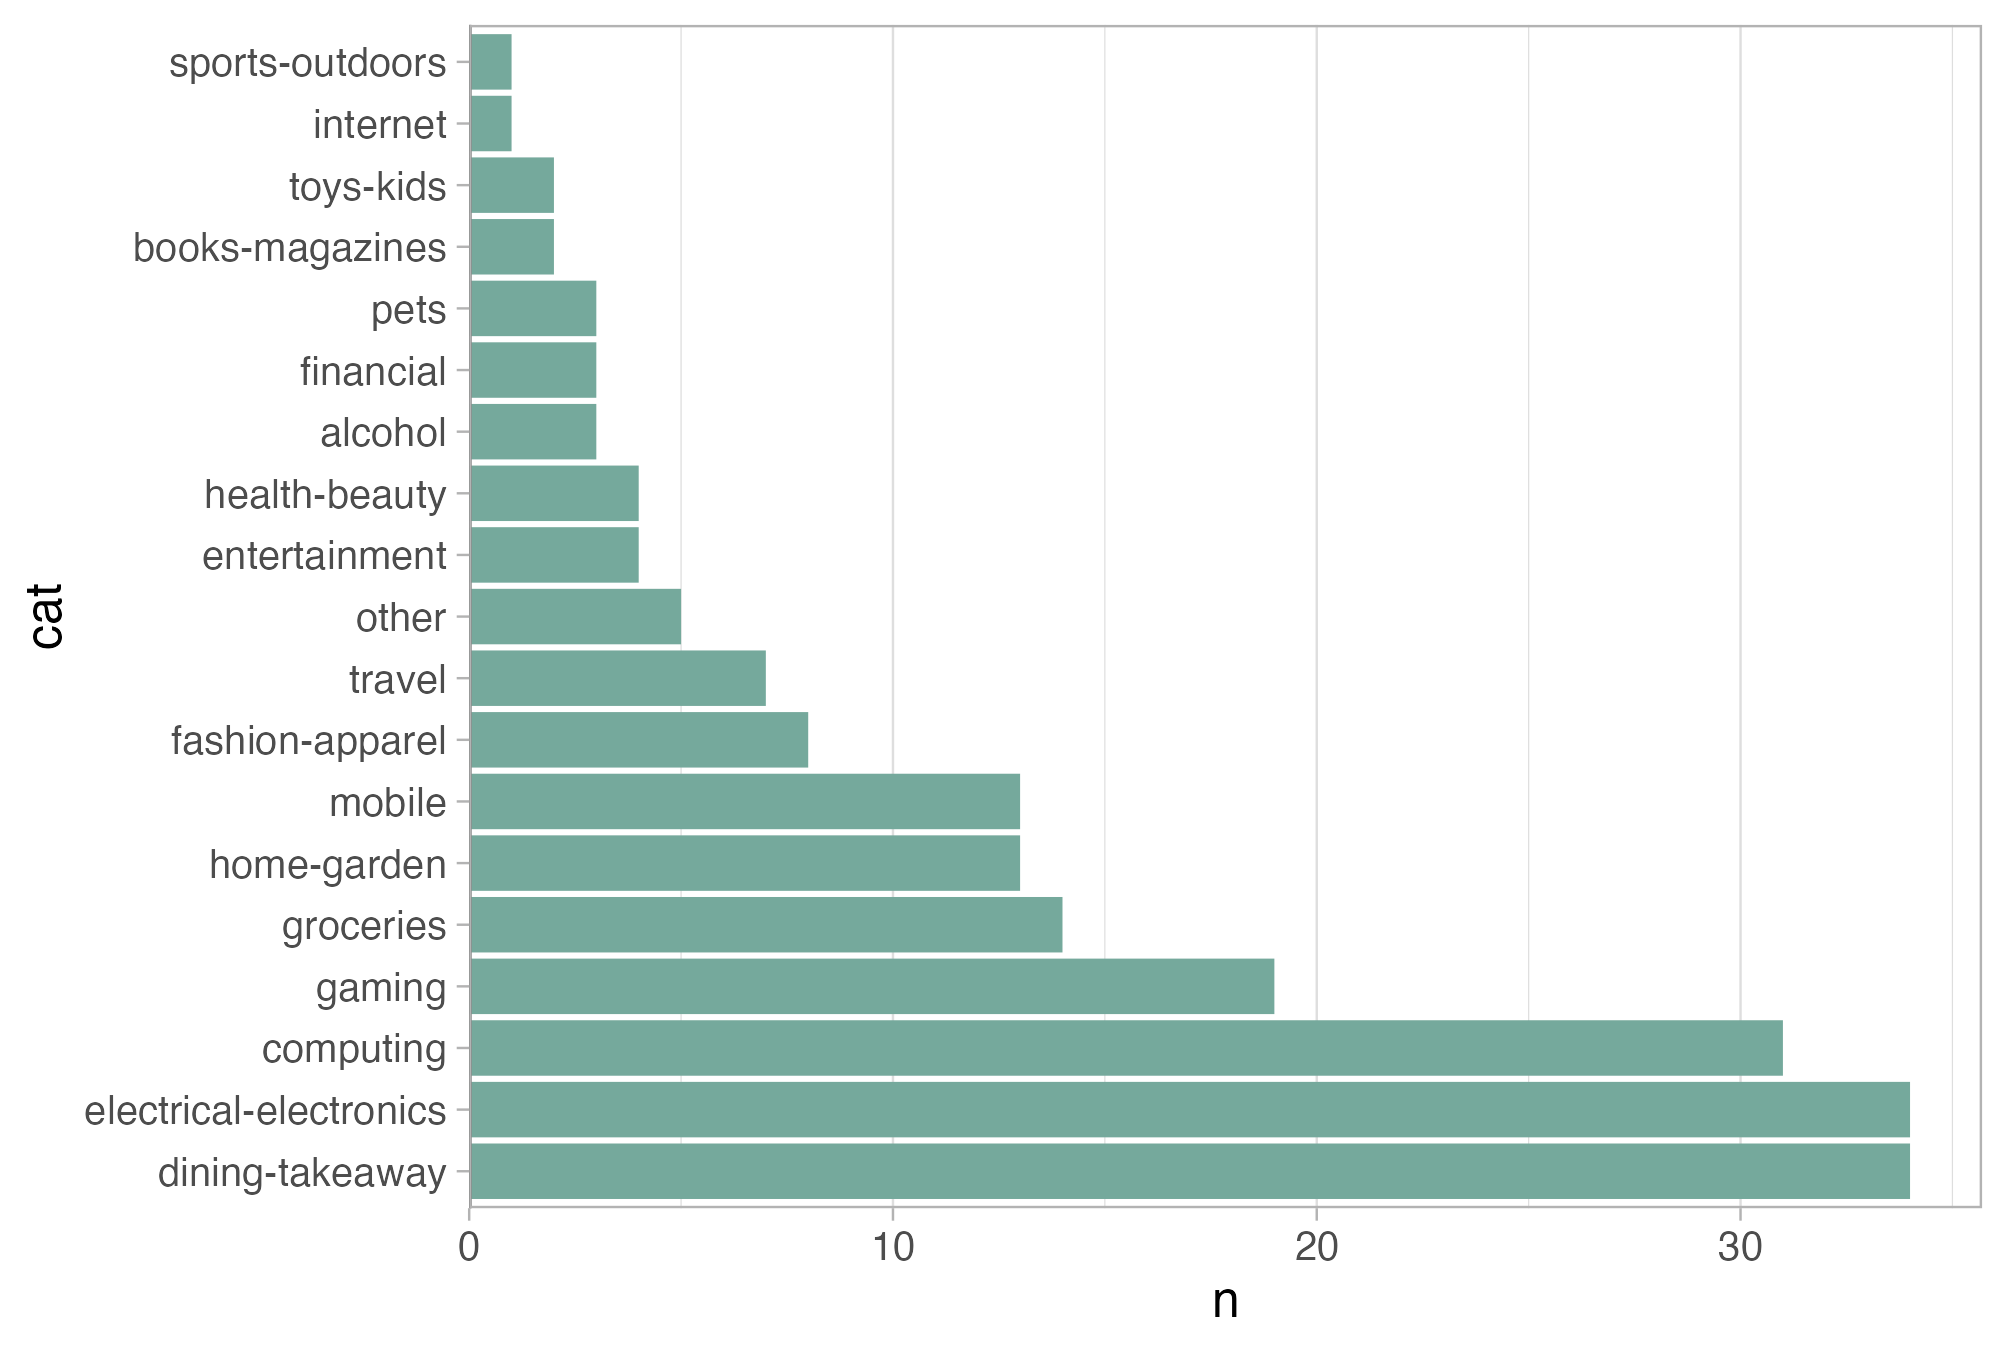 sports-outdoors
internet
toys-kids
books-magazines
pets
financial
alcohol
health-beauty
entertainment
other
travel
fashion-apparel
mobile
home-garden
groceries
gaming
computing
electrical-electronics
dining-takeaway
cat
0 10 20 30
n